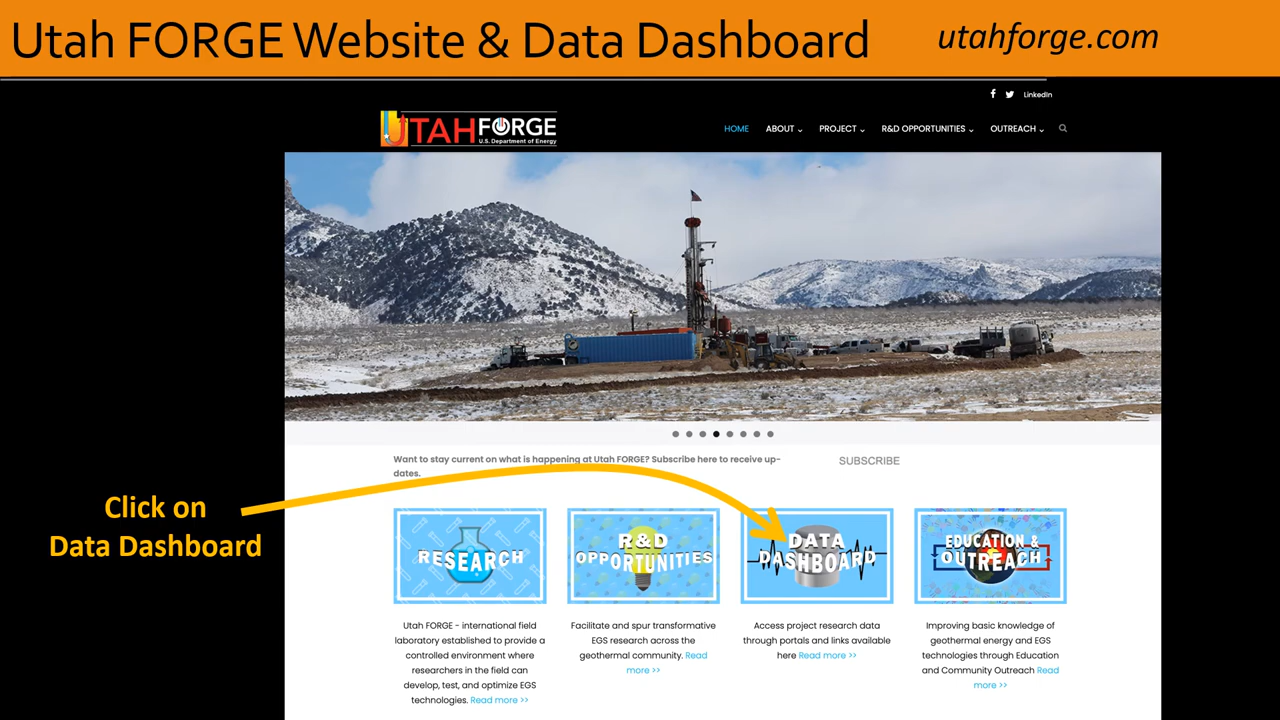 Utah FORGE Website & Data Dashboard
utahforge.com
LinkedIn
UTAH FORGE
U.S. Department of Energy
HOME
ABOUT
PROJECT
R&D OPPORTUNITIES
OUTREACH
Want to stay current on what is happening at Utah FORGE? Subscribe here to receive up-
dates.
SUBSCRIBE
Click on
Data Dashboard
RESEARCH
Utah FORGE - international field
laboratory established to provide a
controlled environment where
researchers in the field can
develop, test, and optimize EGS
technologies. Read more >>
R&D
OPPORTUNITIES
Facilitate and spur transformative
EGS research across the
geothermal community. Read
more >>
DATA
DASHBOARD
Access project research data
through portals and links available
here Read more >>
EDUCATION &
OUTREACH
Improving basic knowledge of
geothermal energy and EGS
technologies through Education
and Community Outreach Read
more >>